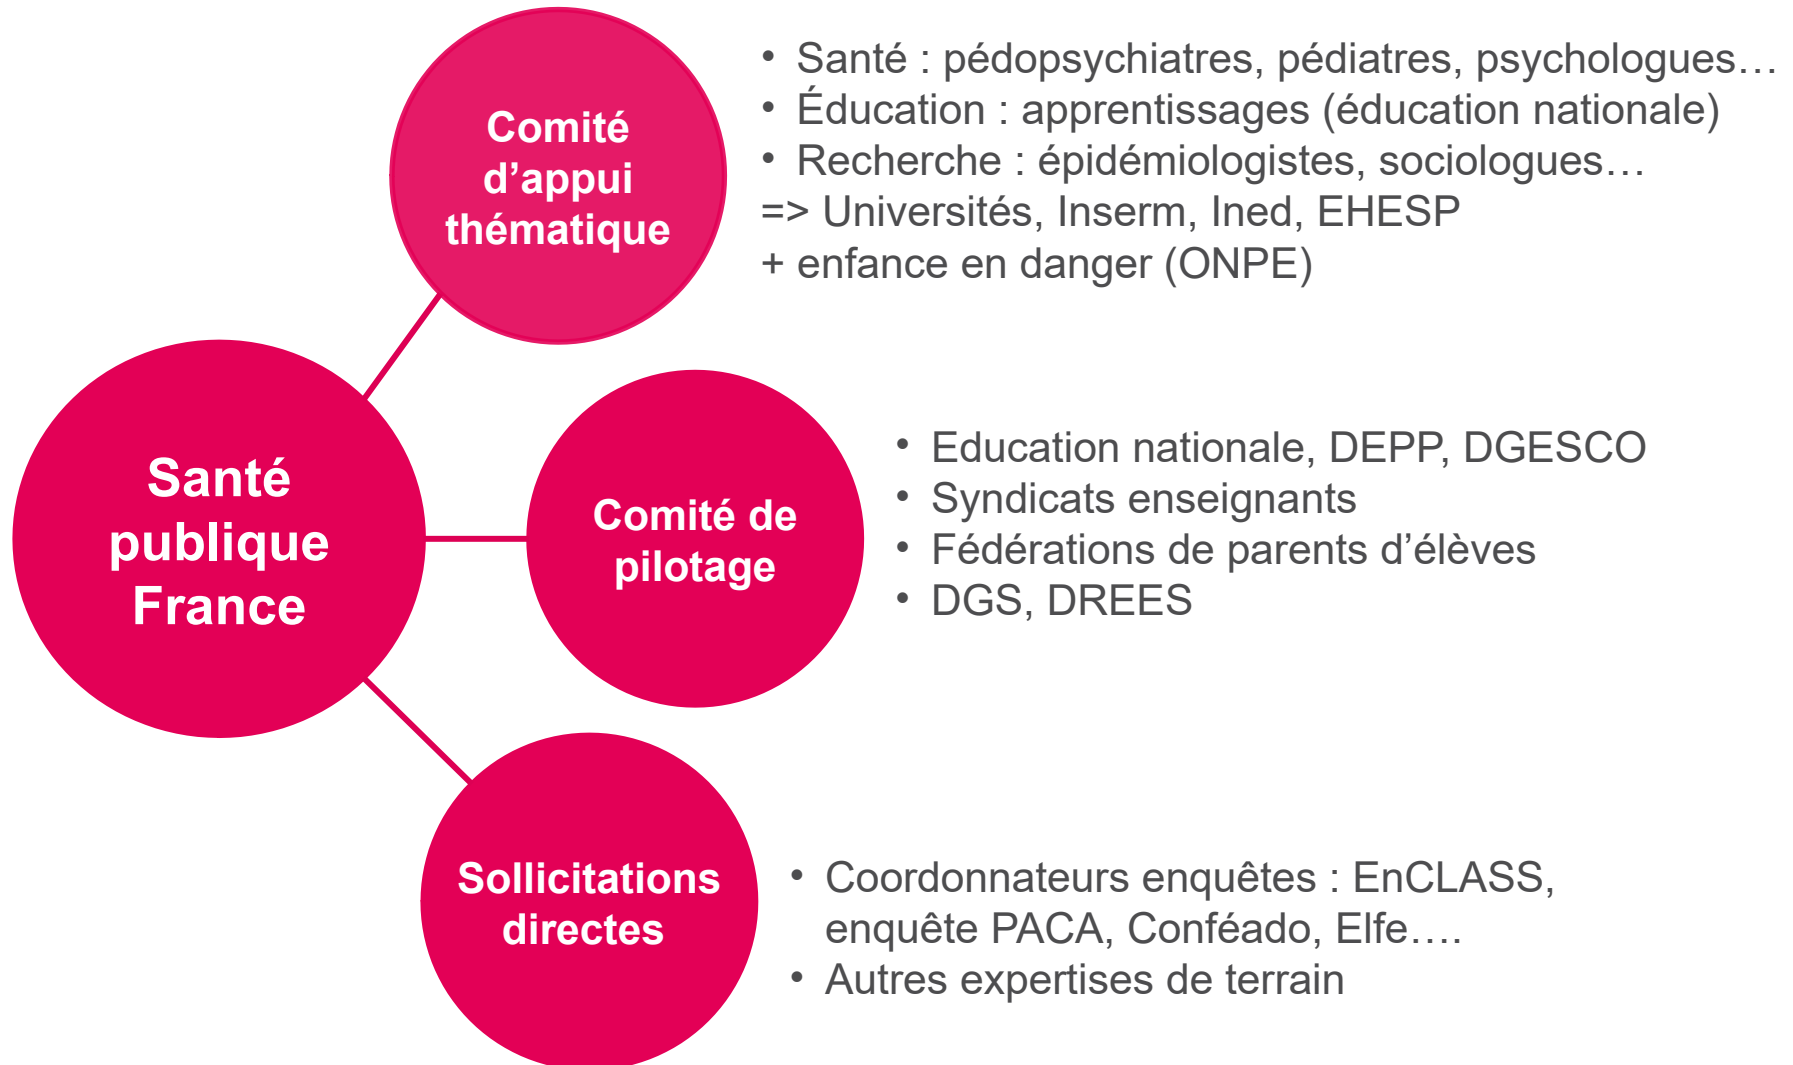 Comité
d’appui
thématique
• Santé : pédopsychiatres, pédiatres, psychologues…
• Éducation : apprentissages (éducation nationale)
• Recherche : épidémiologistes, sociologues…
=> Universités, Inserm, Ined, EHESP
+ enfance en danger (ONPE)
Santé
publique
France
Comité de
pilotage
• Education nationale, DEPP, DGESCO
• Syndicats enseignants
• Fédérations de parents d’élèves
• DGS, DREES
Sollicitations
directes
• Coordonnateurs enquêtes : EnCLASS,
enquête PACA, Conféado, Elfe….
• Autres expertises de terrain